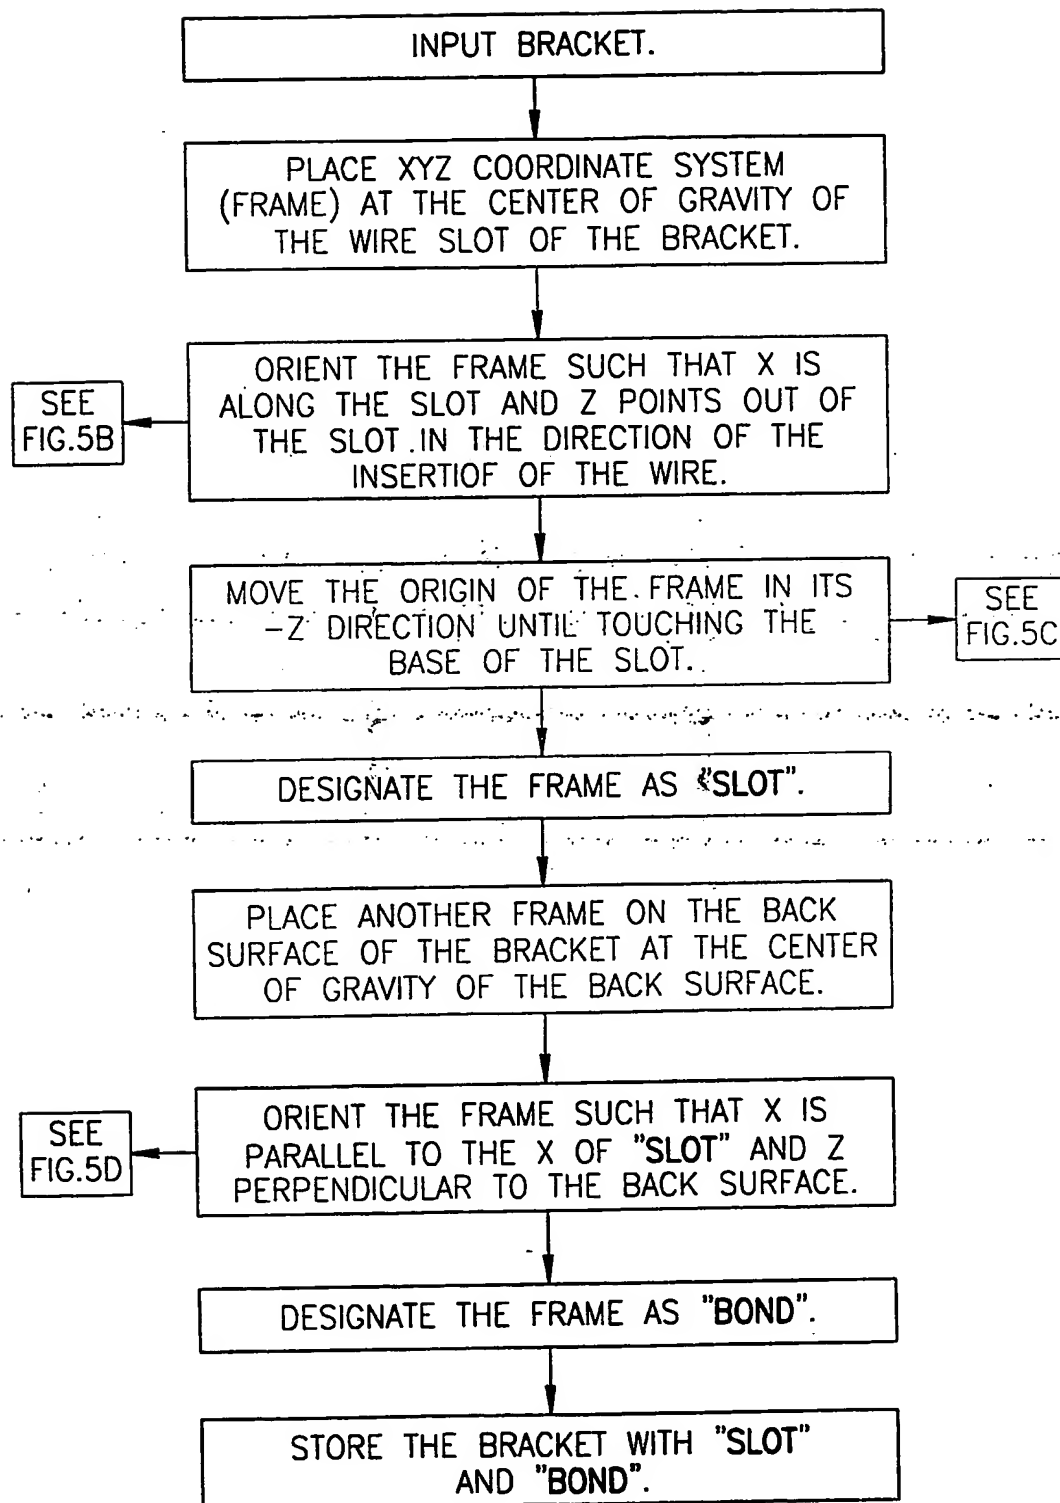 INPUT BRACKET.
PLACE XYZ COORDINATE SYSTEM
(FRAME) AT THE CENTER OF GRAVITY OF
THE WIRE SLOT OF THE BRACKET.
ORIENT THE FRAME SUCH THAT X IS
ALONG THE SLOT AND Z POINTS OUT OF
THE SLOT IN THE DIRECTION OF THE
INSERTIOF OF THE WIRE.
SEE
FIG.5B
MOVE THE ORIGIN OF THE FRAME IN ITS
-Z DIRECTION UNTIL TOUCHING THE
BASE OF THE SLOT.
SEE
FIG.5C
DESIGNATE THE FRAME AS "SLOT".
PLACE ANOTHER FRAME ON THE BACK
SURFACE OF THE BRACKET AT THE CENTER
OF GRAVITY OF THE BACK SURFACE.
ORIENT THE FRAME SUCH THAT X IS
PARALLEL TO THE X OF "SLOT" AND Z
PERPENDICULAR TO THE BACK SURFACE.
SEE
FIG.5D
DESIGNATE THE FRAME AS "BOND".
STORE THE BRACKET WITH "SLOT"
AND "BOND".